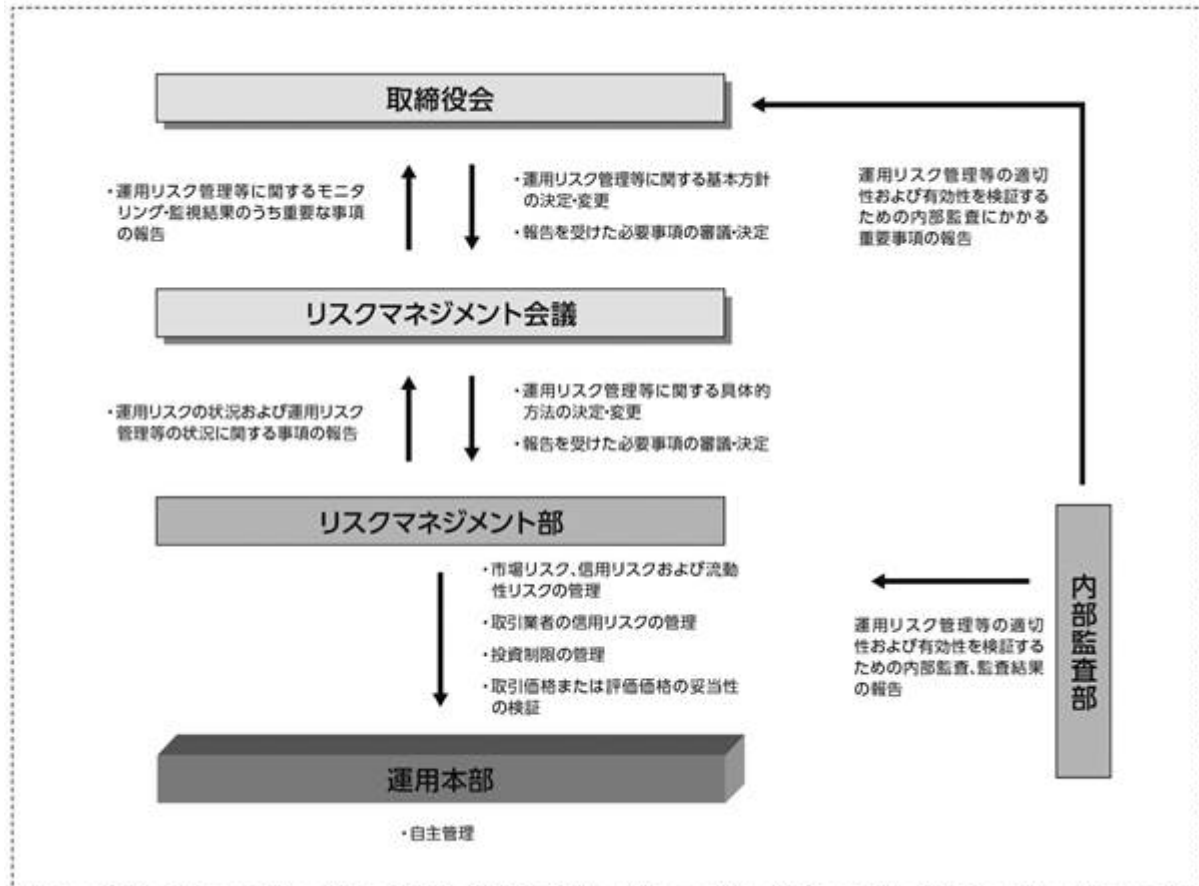 取締役会
・運用リスク管理等に関するモニタ
リング・監視結果のうち重要な事項
の報告
・運用リスク管理等に関する基本方針
の決定・変更
・報告を受けた必要事項の審議・決定
運用リスク管理等の適切
性および有効性を検証する
ための内部監査にかかる
重要事項の報告
リスクマネジメント会議
・運用リスクの状況および運用リスク
管理等の状況に関する事項の報告
・運用リスク管理等に関する具体的
方法の決定・変更
・報告を受けた必要事項の審議・決定
リスクマネジメント部
・市場リスク、信用リスクおよび流動
性リスクの管理
・取引業者の信用リスクの管理
・投資制限の管理
・取引価格または評価価格の妥当性
の検証
運用リスク管理等の適切
性および有効性を検証する
ための内部監査、監査結果
の報告
内部監査部
運用本部
・自主管理